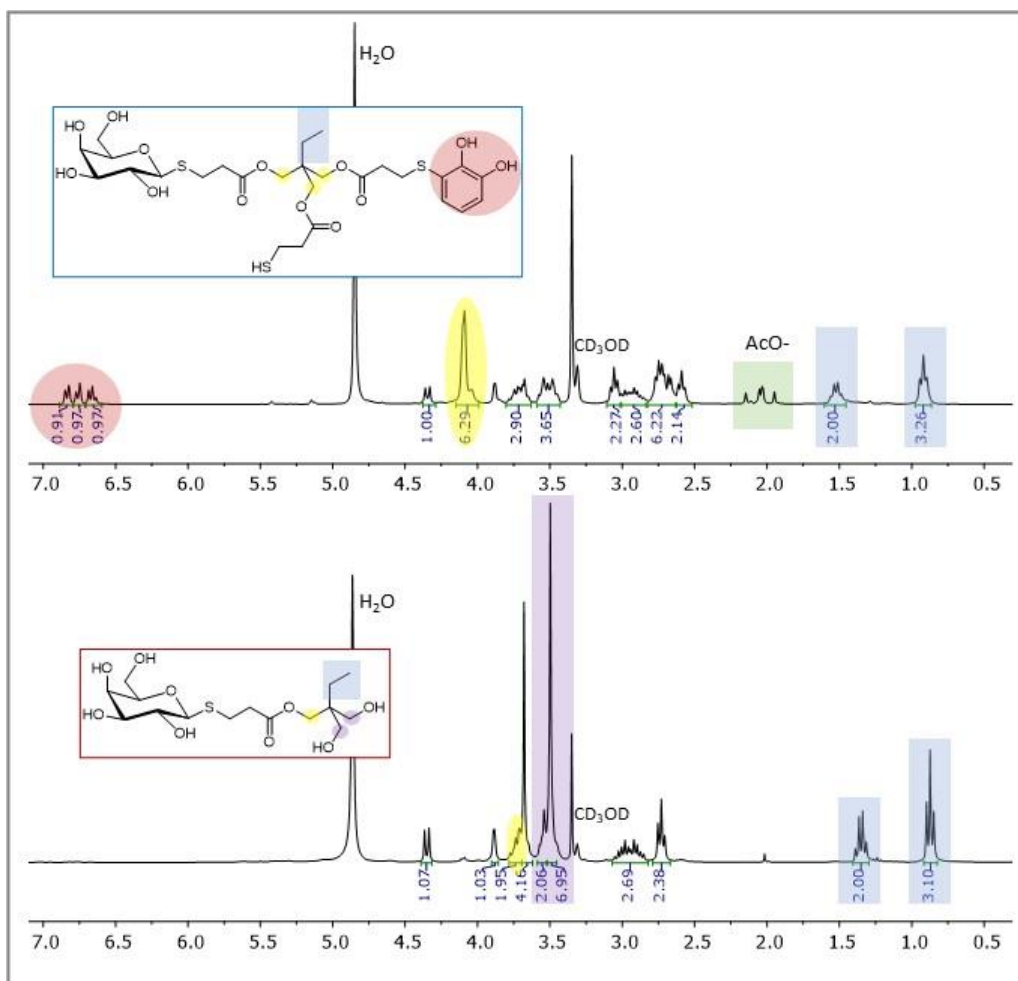 H2O
OH
HO
OH
O O O S OH
S O
HO
OH O O
O
O
HS
CD3OD
AcO-
0.91 0.97 0.97 1.00 6.29 2.90 3.65 2.27 2.60 6.22 2.14 2.00 3.26
7.0 6.5 6.0 5.5 5.0 4.5 4.0 3.5 3.0 2.5 2.0 1.5 1.0 0.5
H2O
OH
HO
O O
S OH
HO
OH O HO
CD3OD
1.07 1.03 1.95 4.16 2.06 6.95 2.69 2.38 2.00 3.10
7.0 6.5 6.0 5.5 5.0 4.5 4.0 3.5 3.0 2.5 2.0 1.5 1.0 0.5